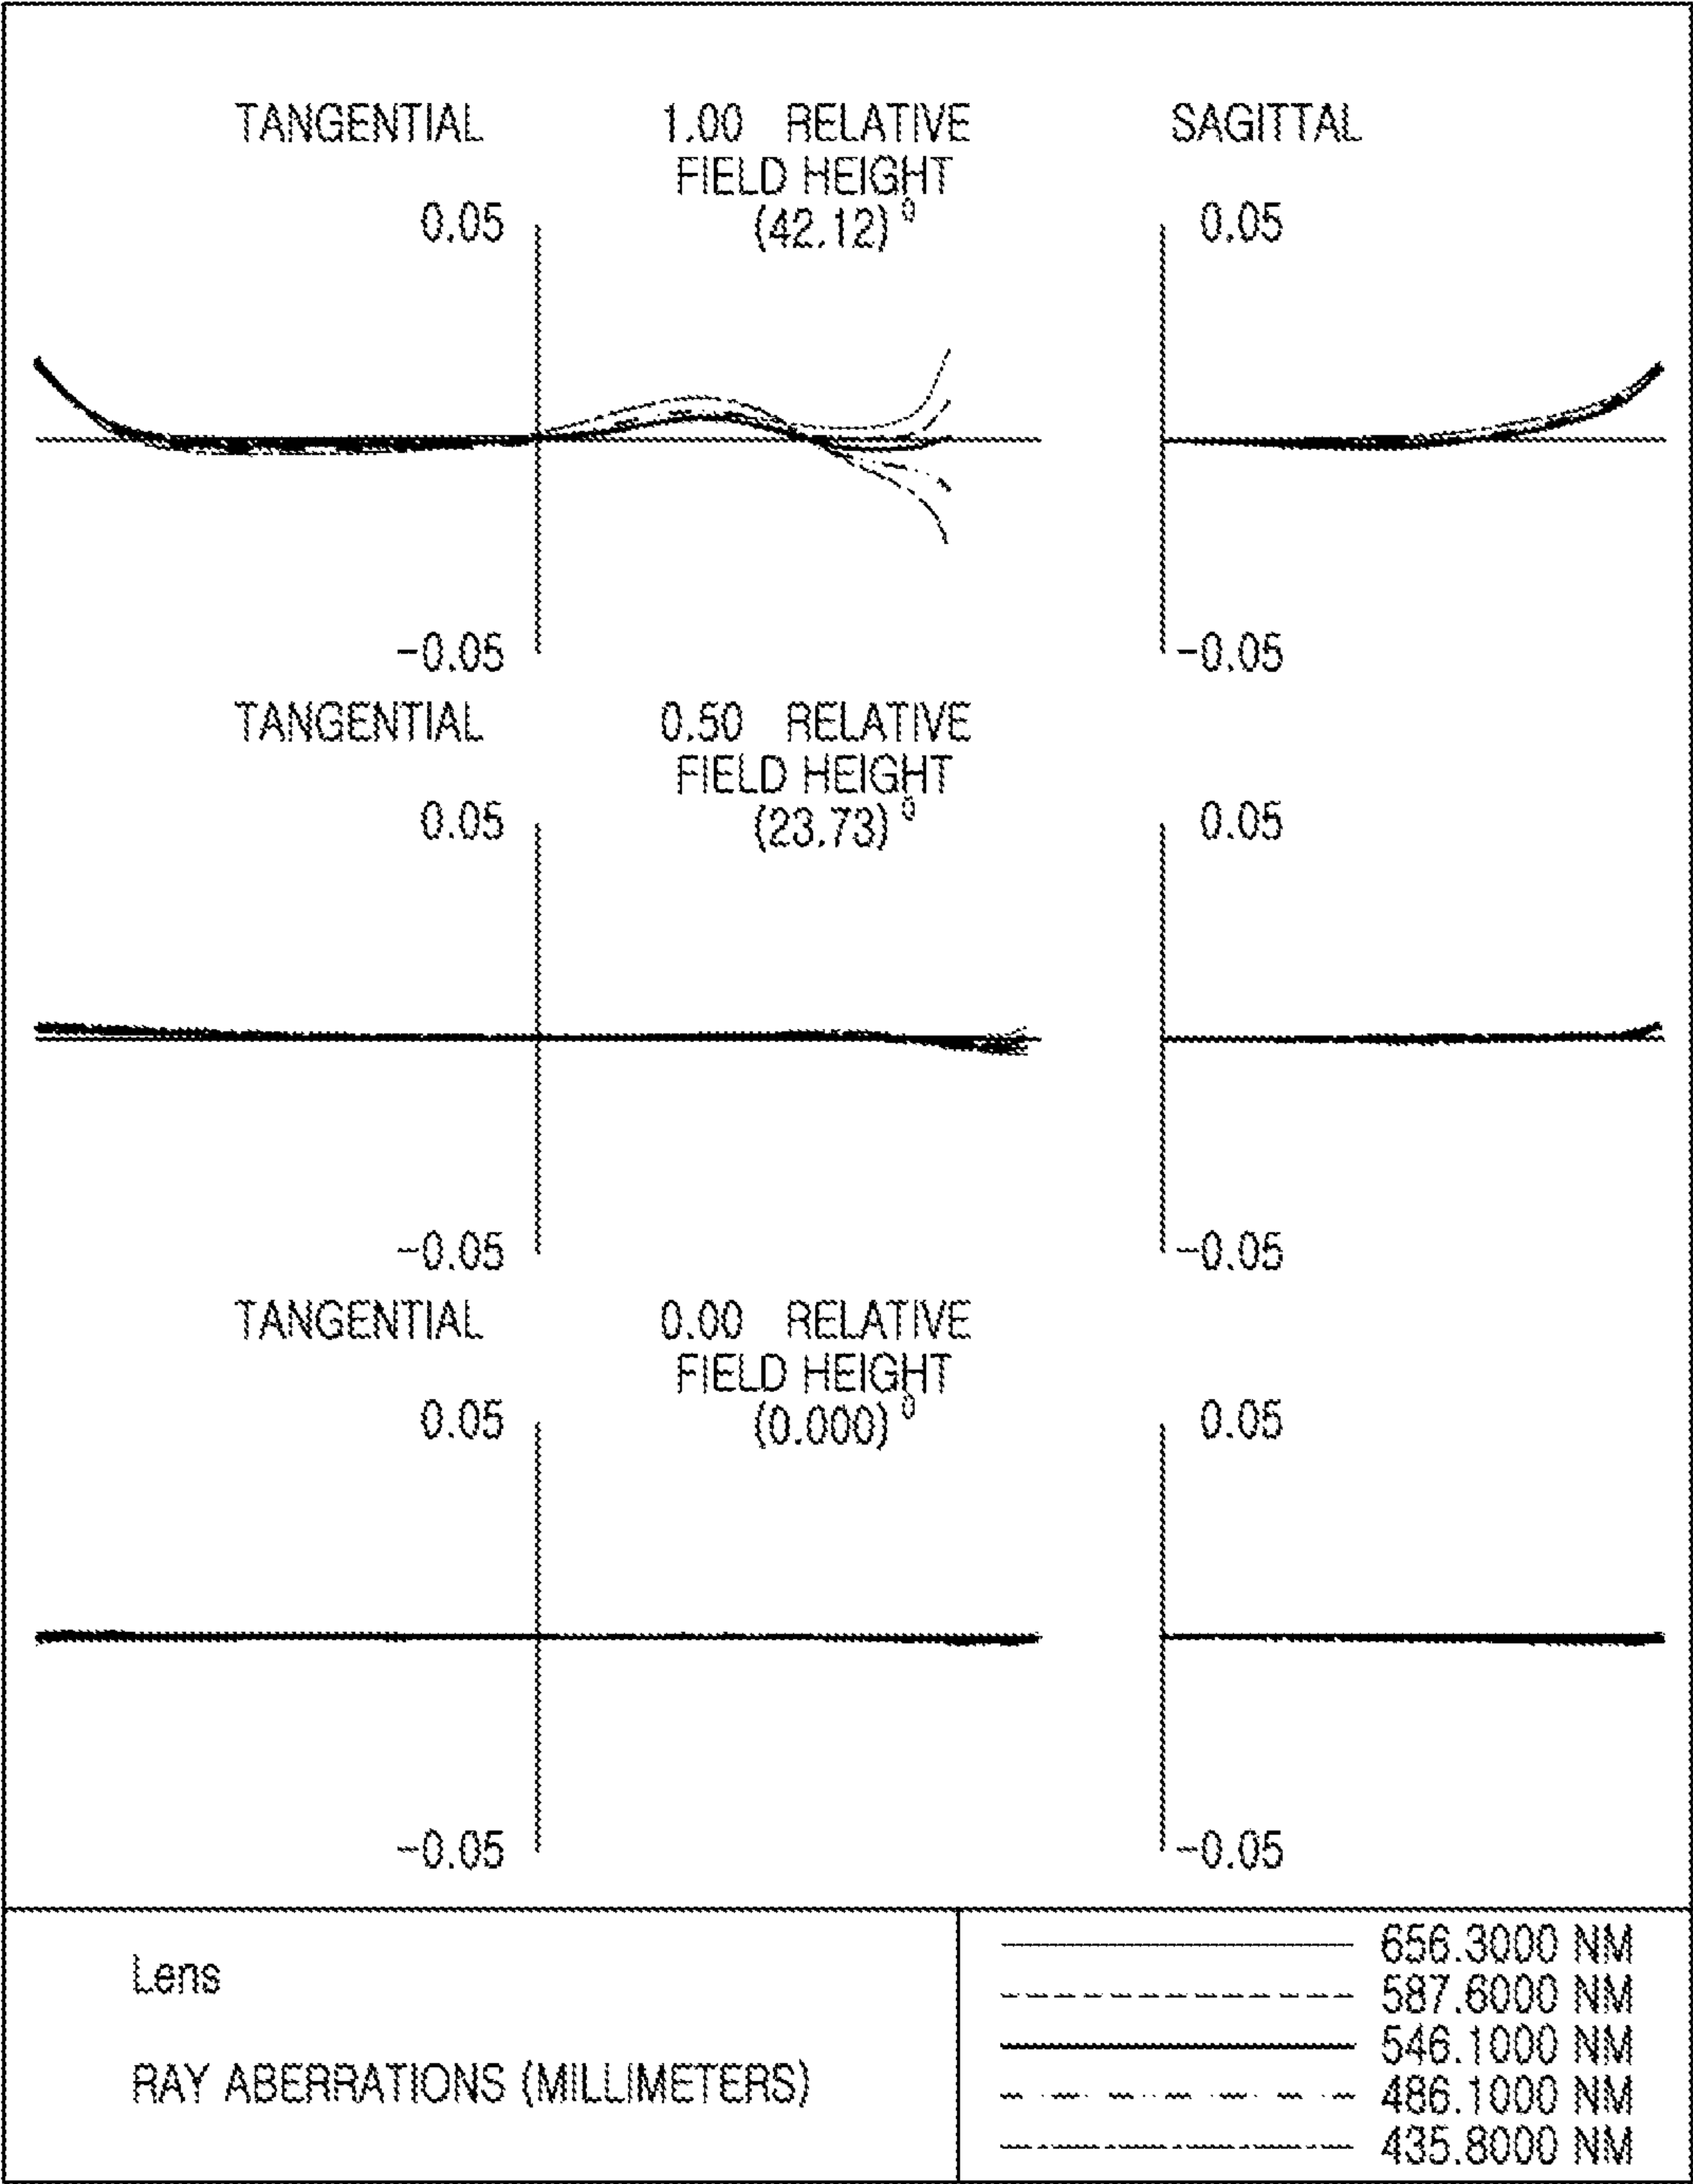 TANGENTIAL 1.00 RELATIVE SAGITTAL
FIELD HEIGHT
0.05 (42.12)⁰ 0.05
-0.05 -0.05
TANGENTIAL 0.50 RELATIVE
FIELD HEIGHT
0.05 (23.73)⁰ 0.05
-0.05 -0.05
TANGENTIAL 0.00 RELATIVE
FIELD HEIGHT
0.05 (0.000)⁰ 0.05
-0.05 -0.05
Lens
RAY ABERRATIONS (MILLIMETERS)
656.3000 NM
587.6000 NM
546.1000 NM
486.1000 NM
435.8000 NM